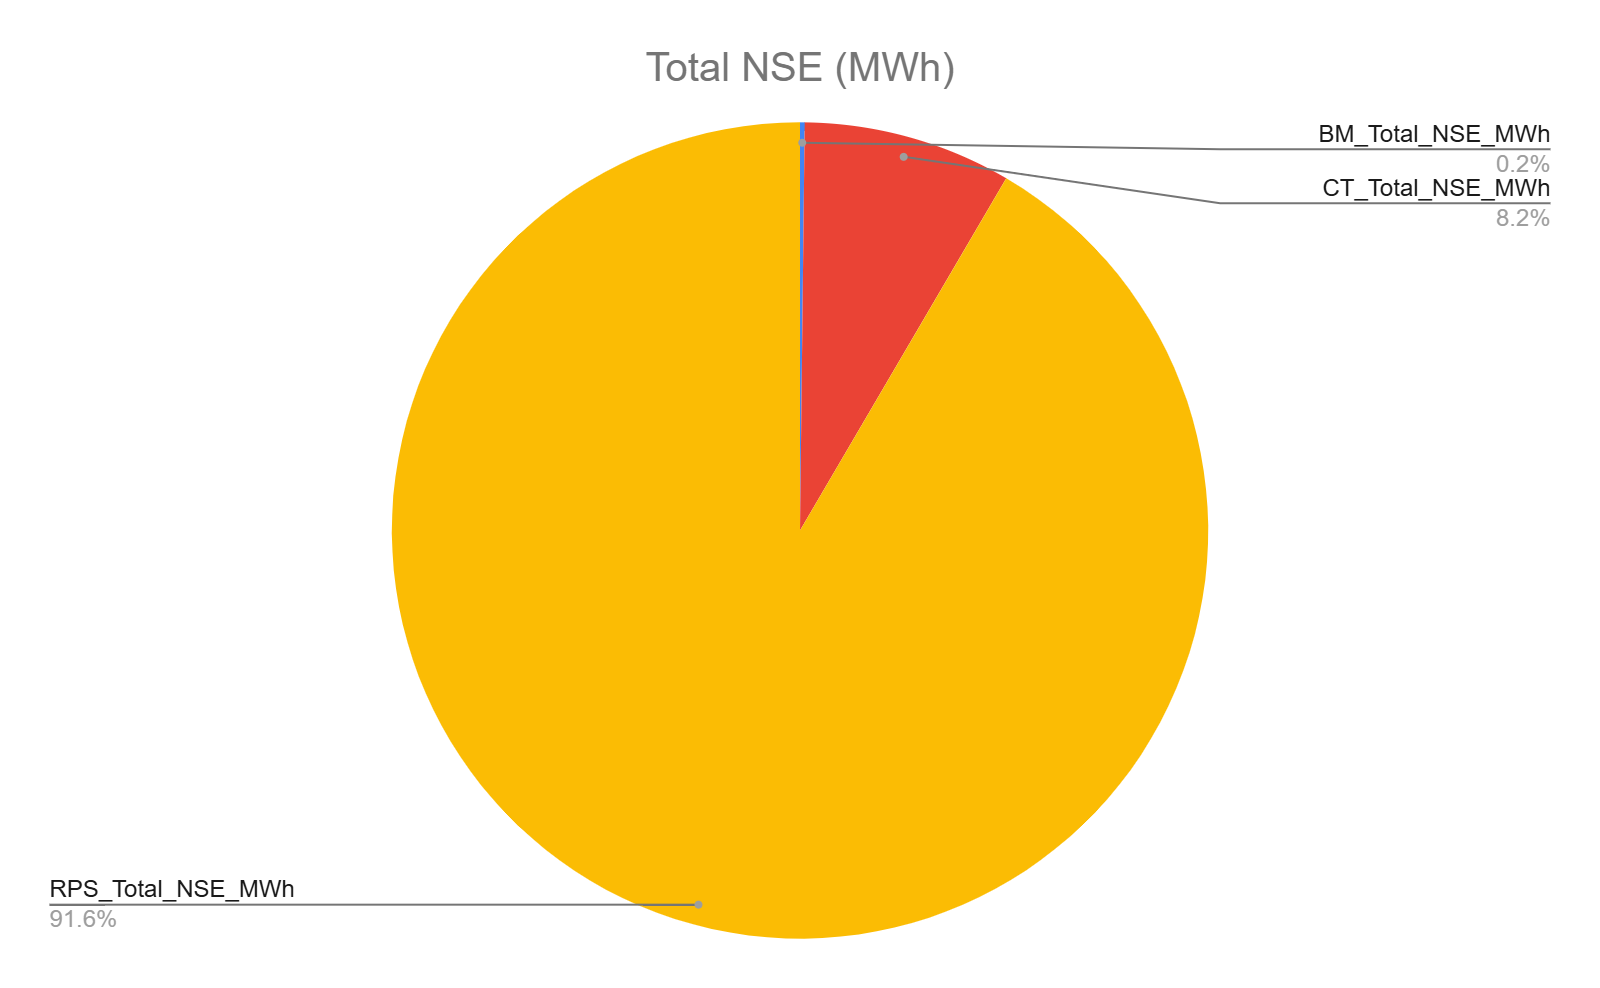 Total NSE (MWh)
BM_Total_NSE_MWh
0.2%
CT_Total_NSE_MWh
8.2%
RPS_Total_NSE_MWh
91.6%